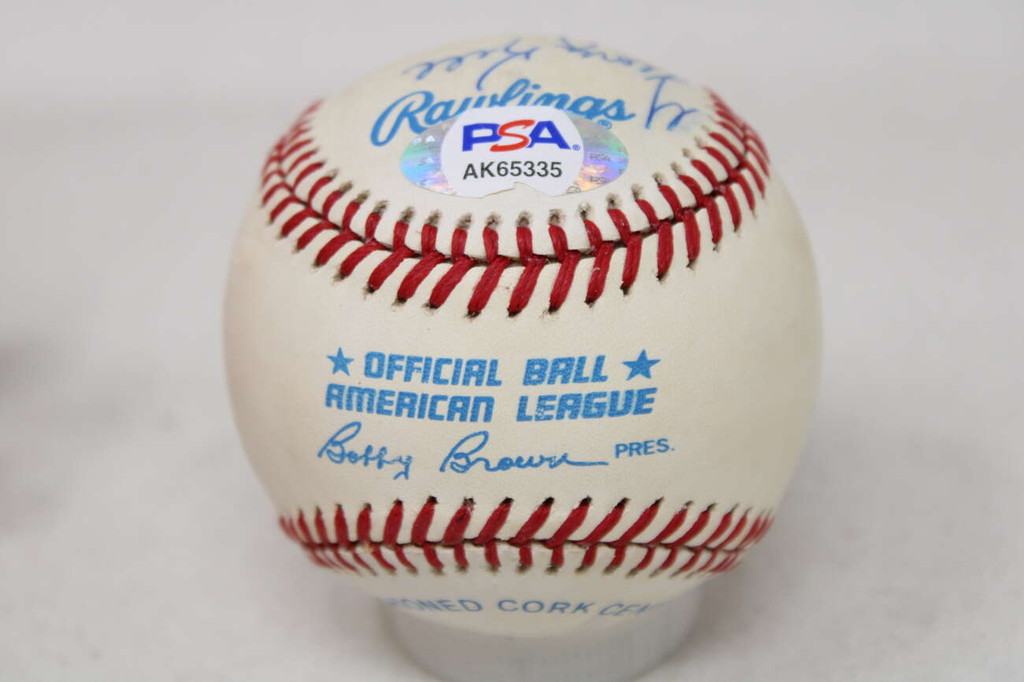 Rawlings
PSA
AK65335
OFFICIAL BALL
AMERICAN LEAGUE
Bobby Brown PRES.
CORK